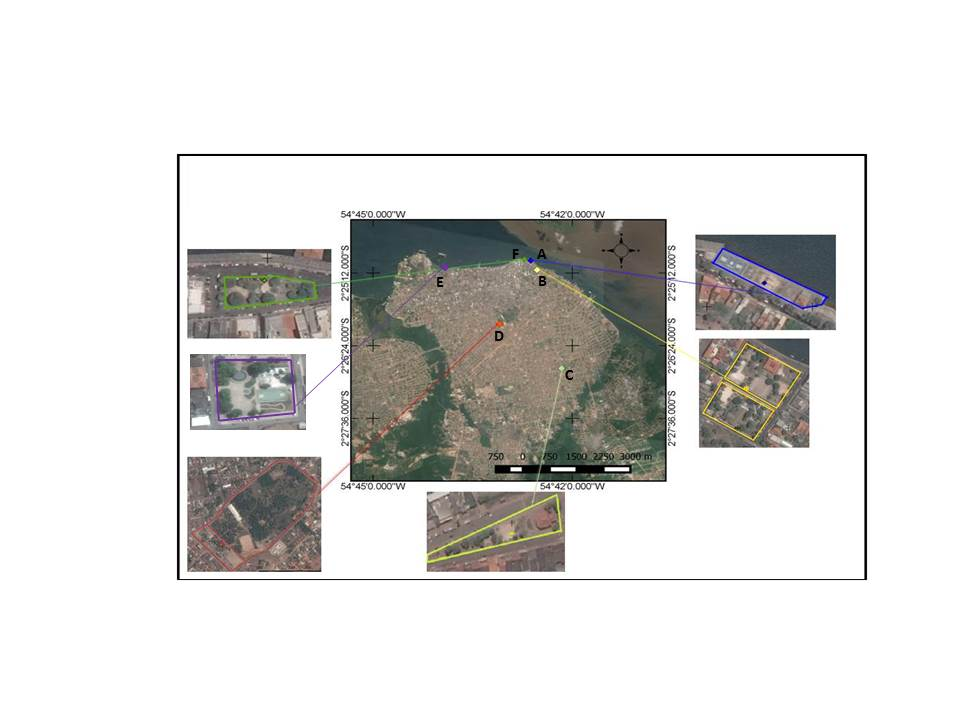 54°45'0.000"W 54°42'0.000"W
2°25'12.000"S 2°25'12.000"S
F A
E B
2°26'24.000"S 2°26'24.000"S
D
C
2°27'36.000"S 2°27'36.000"S
750 0 750 1500 2250 3000 m
54°45'0.000"W 54°42'0.000"W